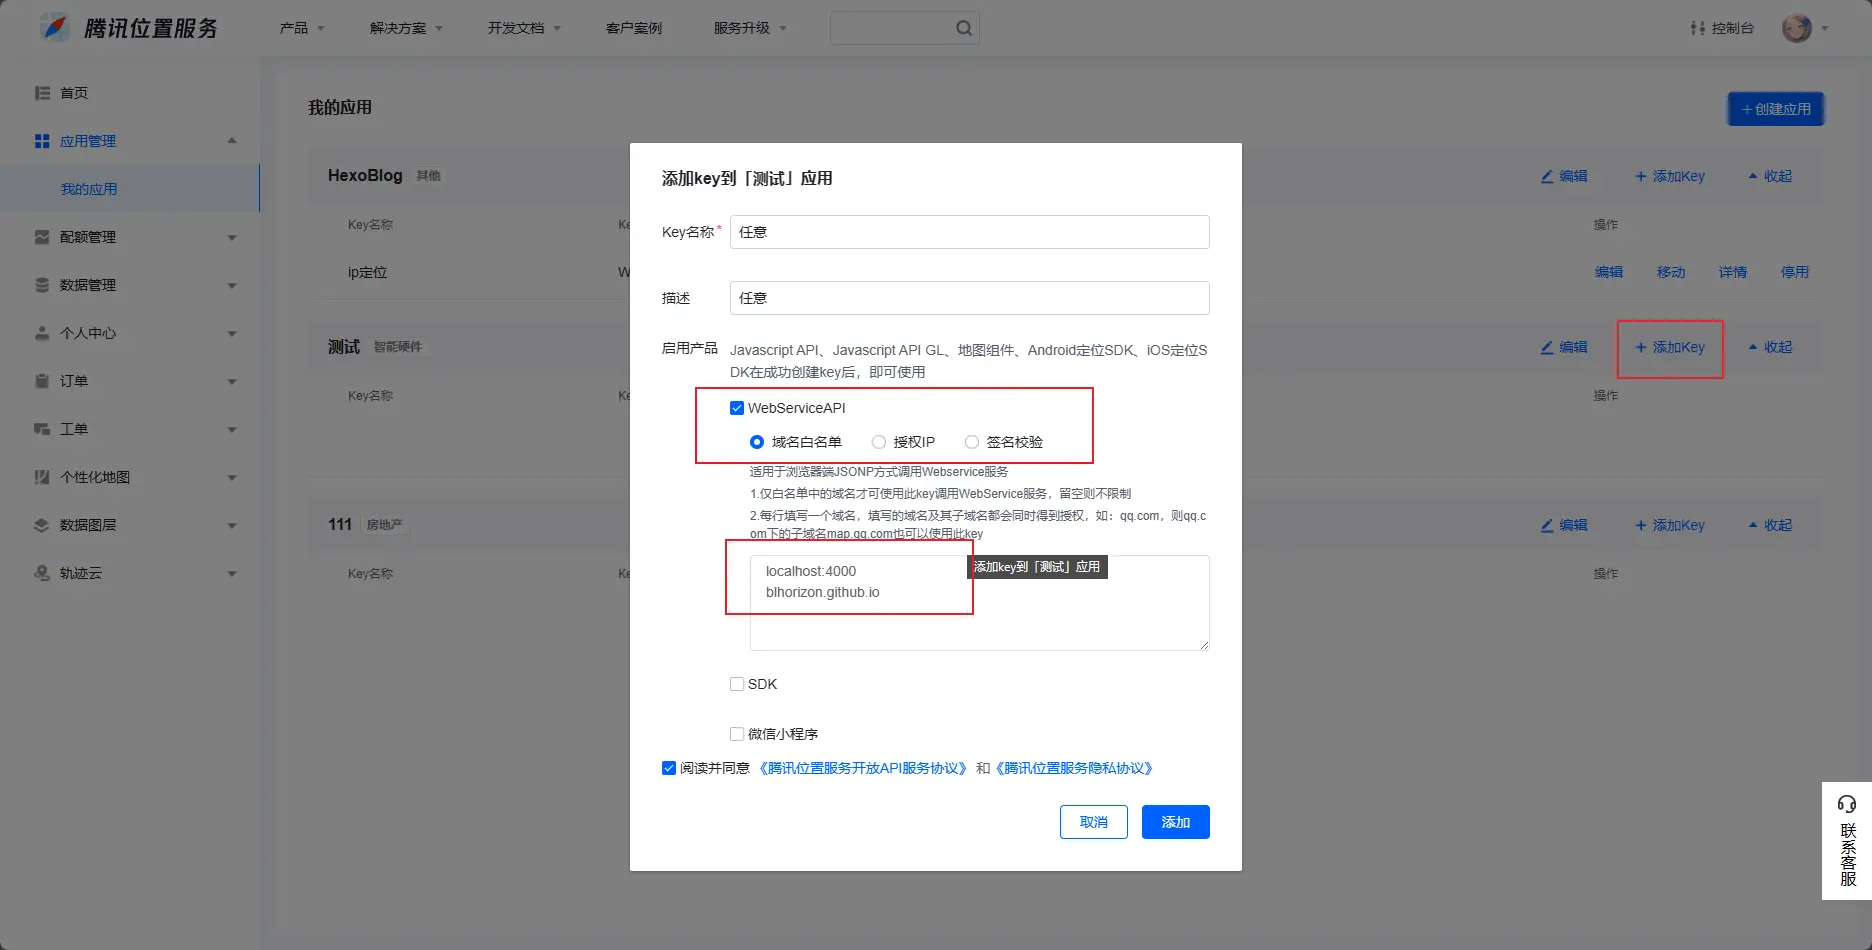 腾讯位置服务
产品
解决方案
开发文档
客户案例
服务升级
控制台
首页
应用管理
我的应用
配额管理
数据管理
个人中心
订单
工单
个性化地图
数据图层
轨迹云
我的应用
+创建应用
HexoBlog 其他
编辑
+ 添加Key
收起
Key名称
Ke
操作
ip定位
W
编辑 移动 详情 停用
测试 智能硬件
编辑
+ 添加Key
收起
Key名称
Ke
操作
111 房地产
编辑
+ 添加Key
收起
Key名称
Ke
操作
添加key到「测试」应用
Key名称* 任意
描述 任意
启用产品 Javascript API、Javascript API GL、地图组件、Android定位SDK、iOS定位S
DK在成功创建key后，即可使用
WebServiceAPI
域名白名单 授权IP 签名校验
适用于浏览器端JSONP方式调用Webservice服务
1.仅白名单中的域名才可使用此key调用WebService服务，留空则不限制
2.每行填写一个域名，填写的域名及其子域名都会同时得到授权，如：qq.com，则qq.c
om下的子域名map.qq.com也可以使用此key
localhost:4000
blhorizon.github.io
添加key到「测试」应用
SDK
微信小程序
阅读并同意 《腾讯位置服务开放API服务协议》 和《腾讯位置服务隐私协议》
取消 添加
联系客服